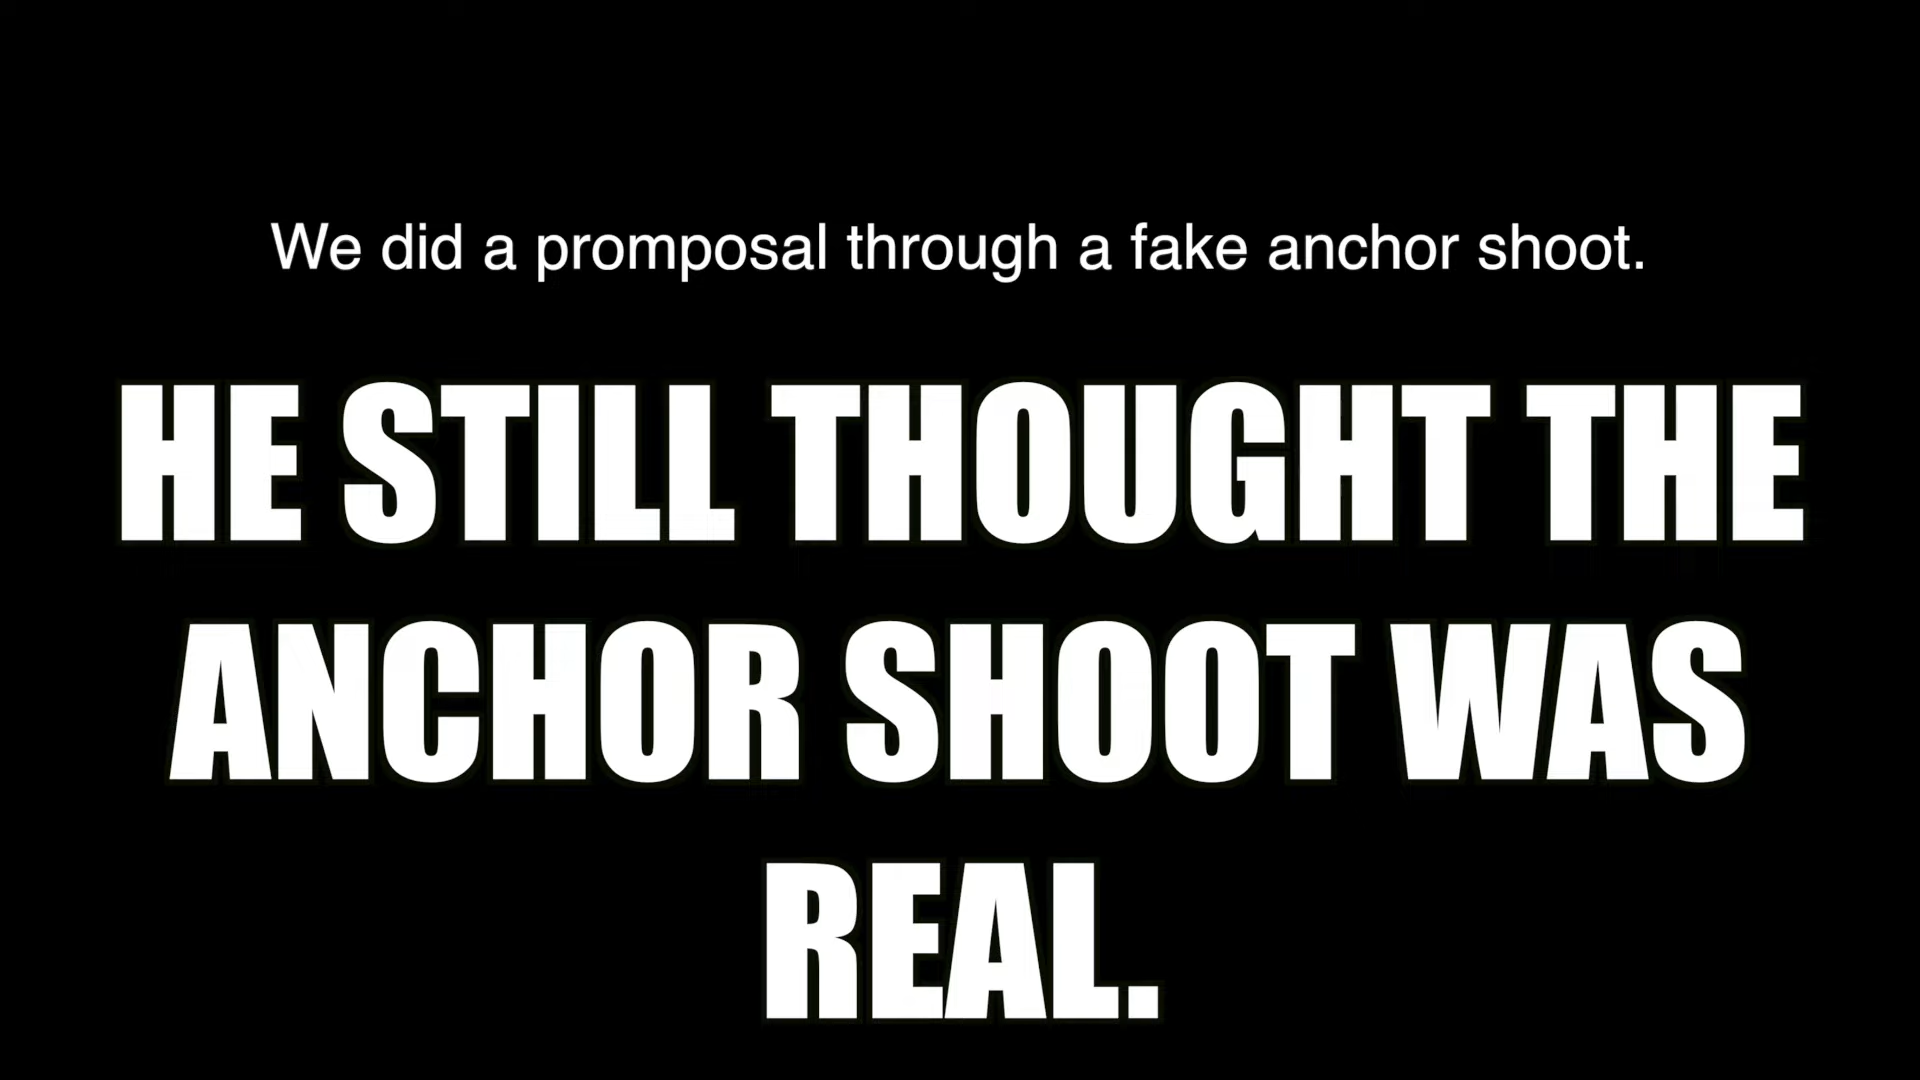 We did a promposal through a fake anchor shoot.
HE STILL THOUGHT THE
ANCHOR SHOOT WAS
REAL.